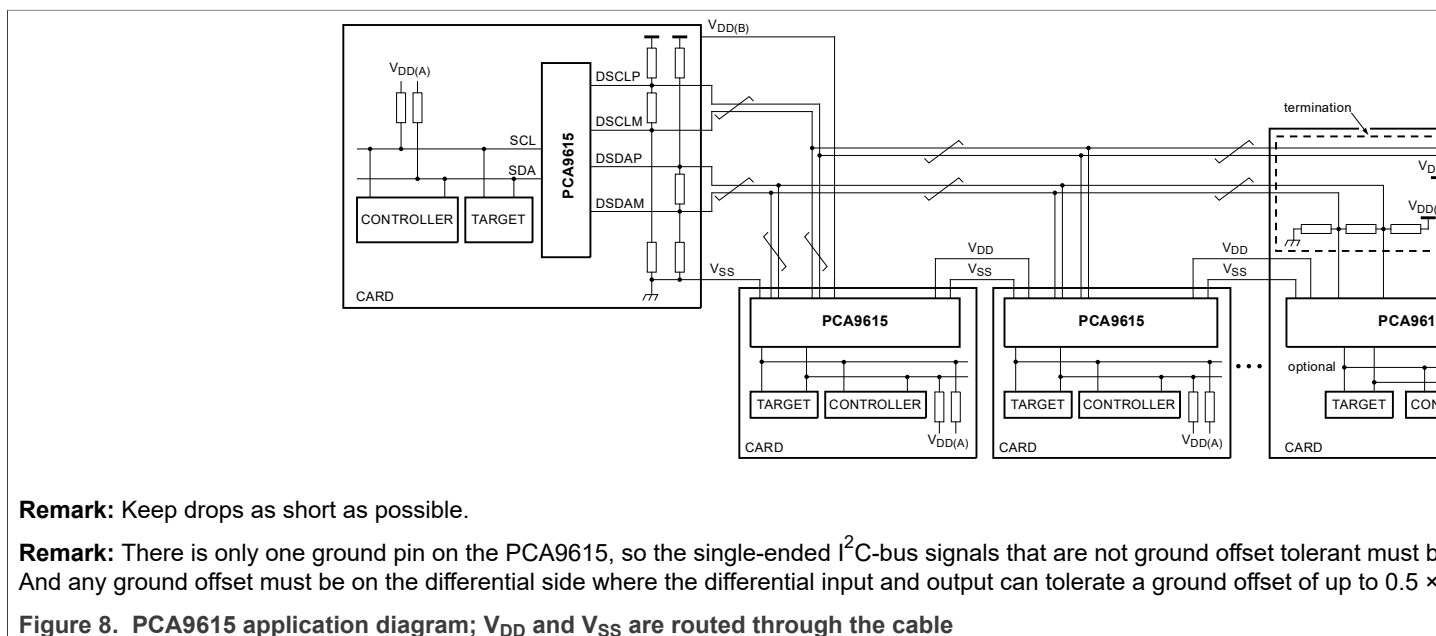 VDD(B)
VDD(A)
DSCLP
DSCLM
SCL
DSDAP
SDA
DSDAM
PCA9615
CONTROLLER
TARGET
VSS
CARD
termination
VDD
VSS
VDD
VSS
PCA9615
TARGET
CONTROLLER
VDD(A)
CARD
PCA9615
TARGET
CONTROLLER
VDD(A)
CARD
optional
TARGET
CARD
Remark: Keep drops as short as possible.
Remark: There is only one ground pin on the PCA9615, so the single-ended I²C-bus signals that are not ground offset tolerant must
And any ground offset must be on the differential side where the differential input and output can tolerate a ground offset of up to 0.5 ×
Figure 8. PCA9615 application diagram; VDD and VSS are routed through the cable